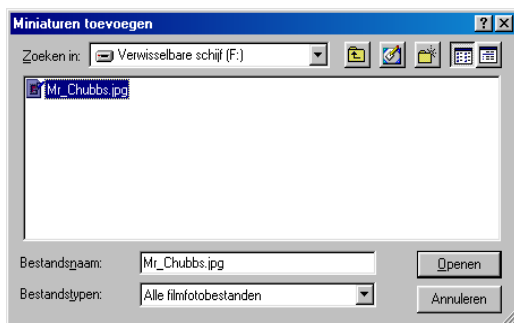 Miniaturen toevoegen
Zoeken in: Verwisselbare schijf (F:)
Mr_Chubbs.jpg
Bestandsnaam: Mr_Chubbs.jpg Openen
Bestandstypen: Alle filmfotobestanden Annuleren